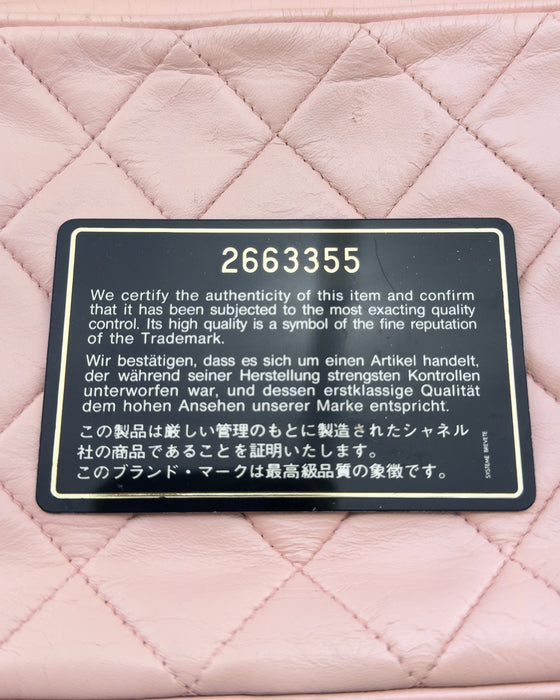 2663355
We certify the authenticity of this item and confirm
that it has been subjected to the most exacting quality
control. Its high quality is a symbol of the fine reputation
of the Trademark.
Wir bestätigen, dass es sich um einen Artikel handelt,
der während seiner Herstellung strengsten Kontrollen
unterworfen war, und dessen erstklassige Qualität
dem hohen Ansehen unserer Marke entspricht.
この製品は厳しい管理のもとに製造されたシャネル
社の商品であることを証明いたします。
このブランド・マークは最高級品質の象徴です。
SYSTEME BREVETE